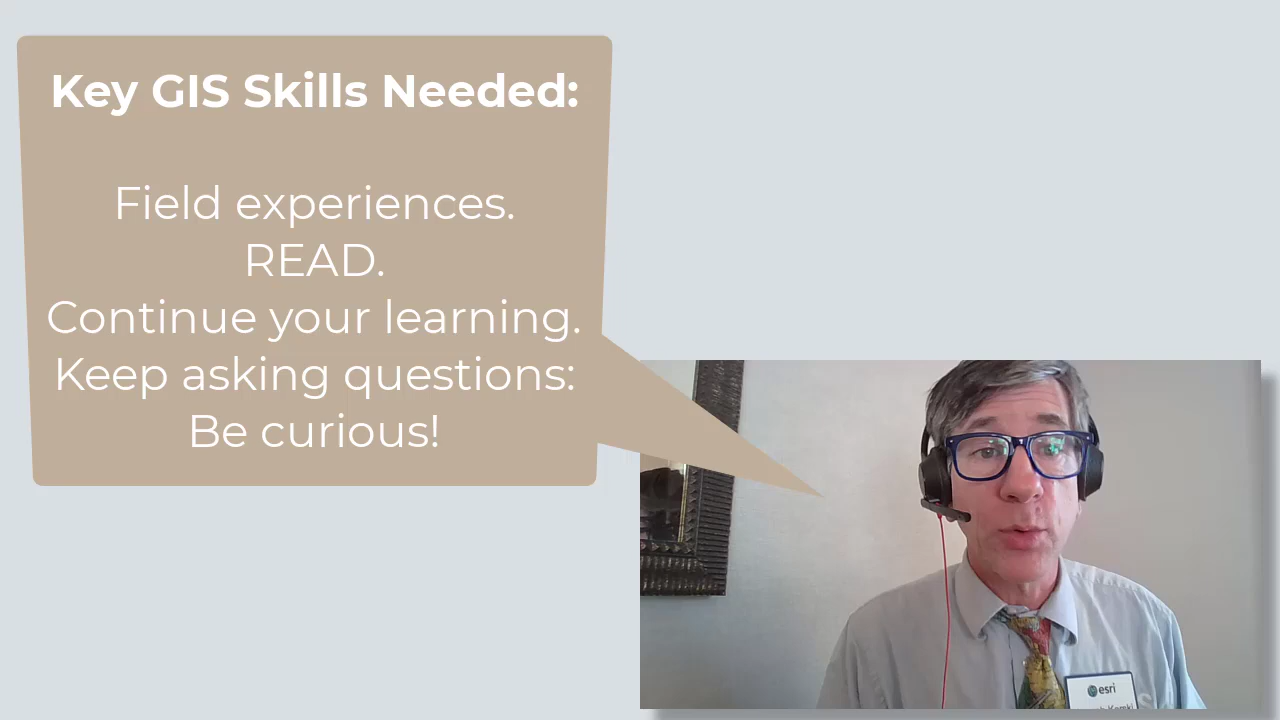 Key GIS Skills Needed:
Field experiences.
READ.
Continue your learning.
Keep asking questions:
Be curious!
esri